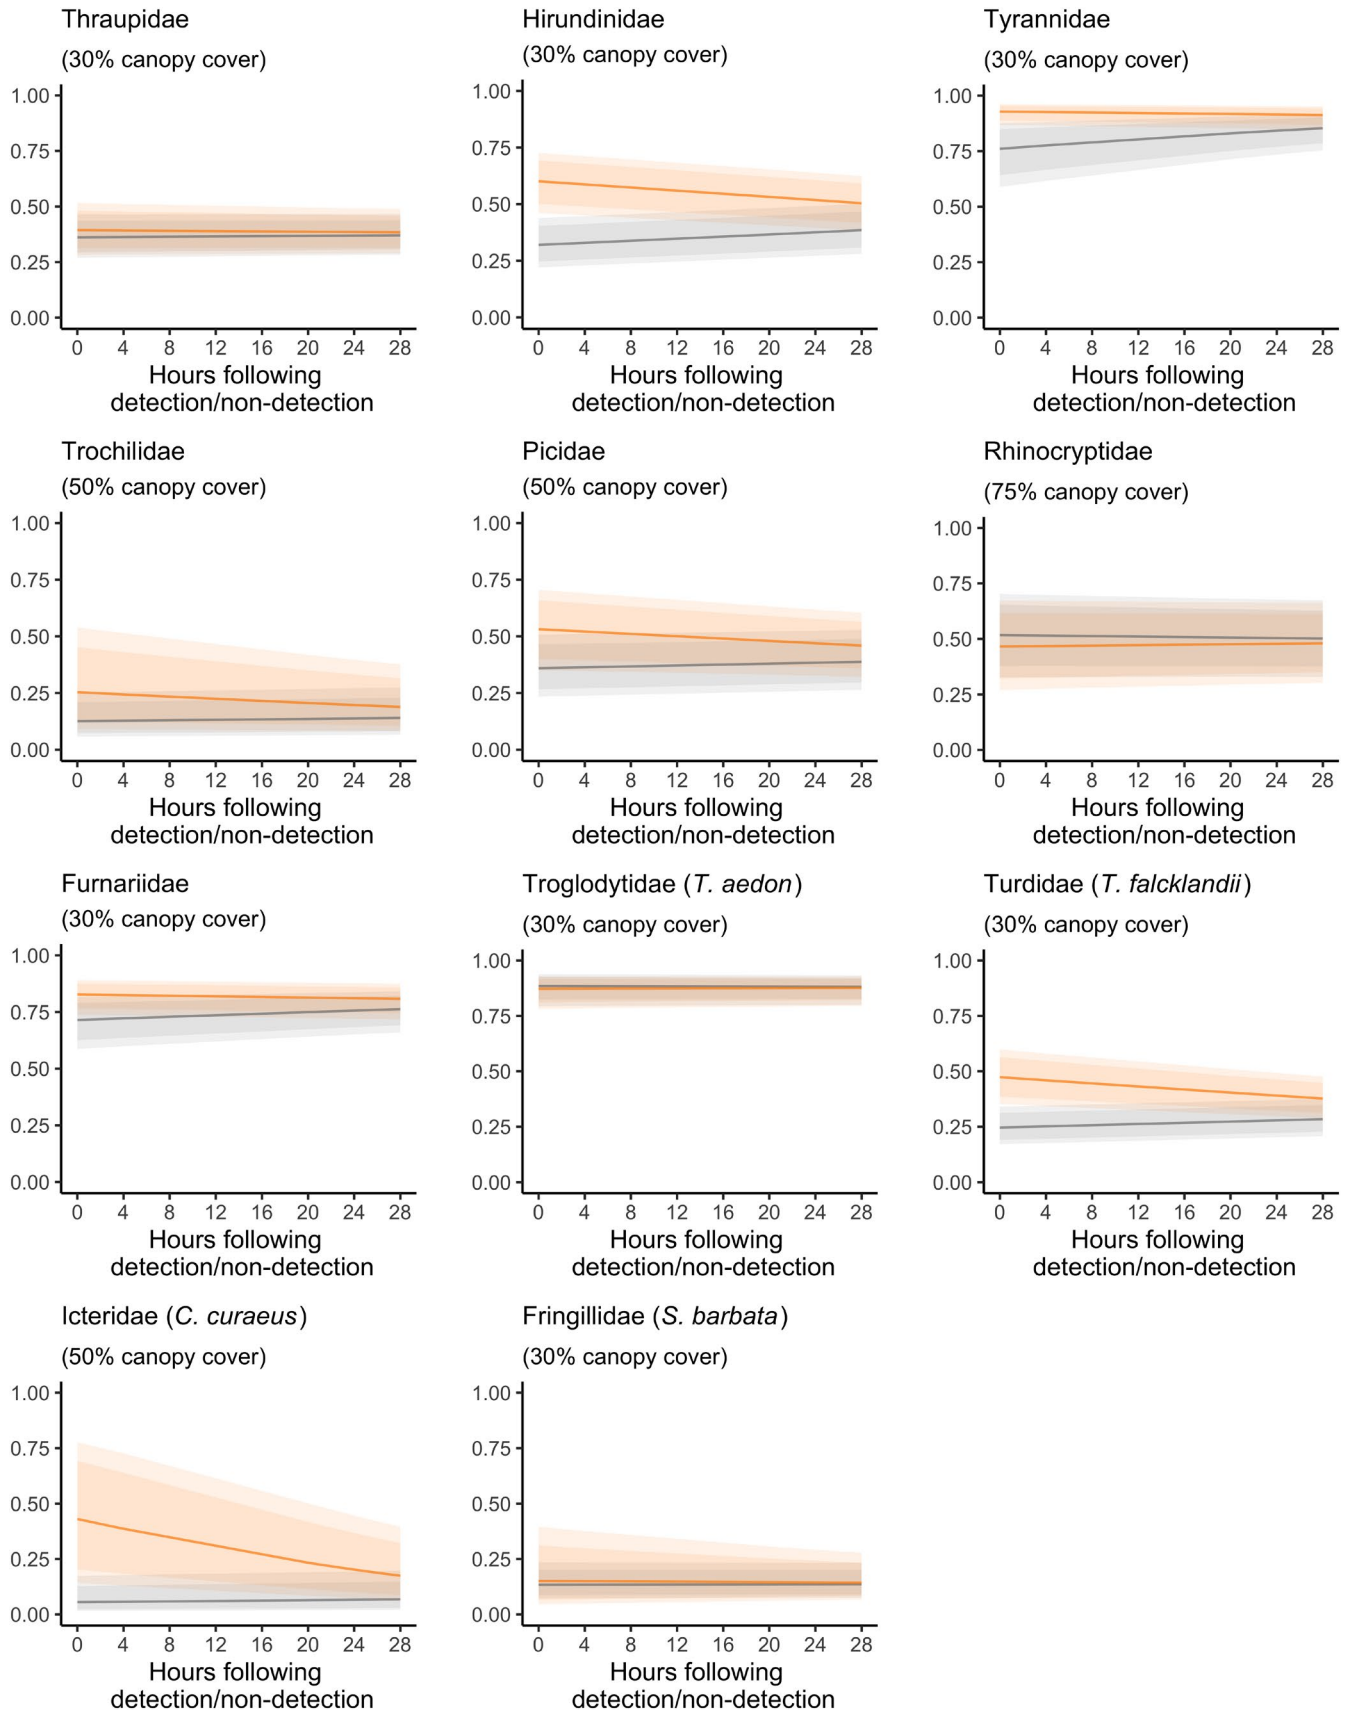 Thraupidae
(30% canopy cover)
1.00
0.75
0.50
0.25
0.00
0 4 8 12 16 20 24 28
Hours following
detection/non-detection
Hirundinidae
(30% canopy cover)
1.00
0.75
0.50
0.25
0.00
0 4 8 12 16 20 24 28
Hours following
detection/non-detection
Tyrannidae
(30% canopy cover)
1.00
0.75
0.50
0.25
0.00
0 4 8 12 16 20 24 28
Hours following
detection/non-detection
Trochilidae
(50% canopy cover)
1.00
0.75
0.50
0.25
0.00
0 4 8 12 16 20 24 28
Hours following
detection/non-detection
Picidae
(50% canopy cover)
1.00
0.75
0.50
0.25
0.00
0 4 8 12 16 20 24 28
Hours following
detection/non-detection
Rhinocryptidae
(75% canopy cover)
1.00
0.75
0.50
0.25
0.00
0 4 8 12 16 20 24 28
Hours following
detection/non-detection
Furnariidae
(30% canopy cover)
1.00
0.75
0.50
0.25
0.00
0 4 8 12 16 20 24 28
Hours following
detection/non-detection
Troglodytidae (T. aedon)
(30% canopy cover)
1.00
0.75
0.50
0.25
0.00
0 4 8 12 16 20 24 28
Hours following
detection/non-detection
Turdidae (T. falcklandii)
(30% canopy cover)
1.00
0.75
0.50
0.25
0.00
0 4 8 12 16 20 24 28
Hours following
detection/non-detection
Icteridae (C. curaeus)
(50% canopy cover)
1.00
0.75
0.50
0.25
0.00
0 4 8 12 16 20 24 28
Hours following
detection/non-detection
Fringillidae (S. barbata)
(30% canopy cover)
1.00
0.75
0.50
0.25
0.00
0 4 8 12 16 20 24 28
Hours following
detection/non-detection